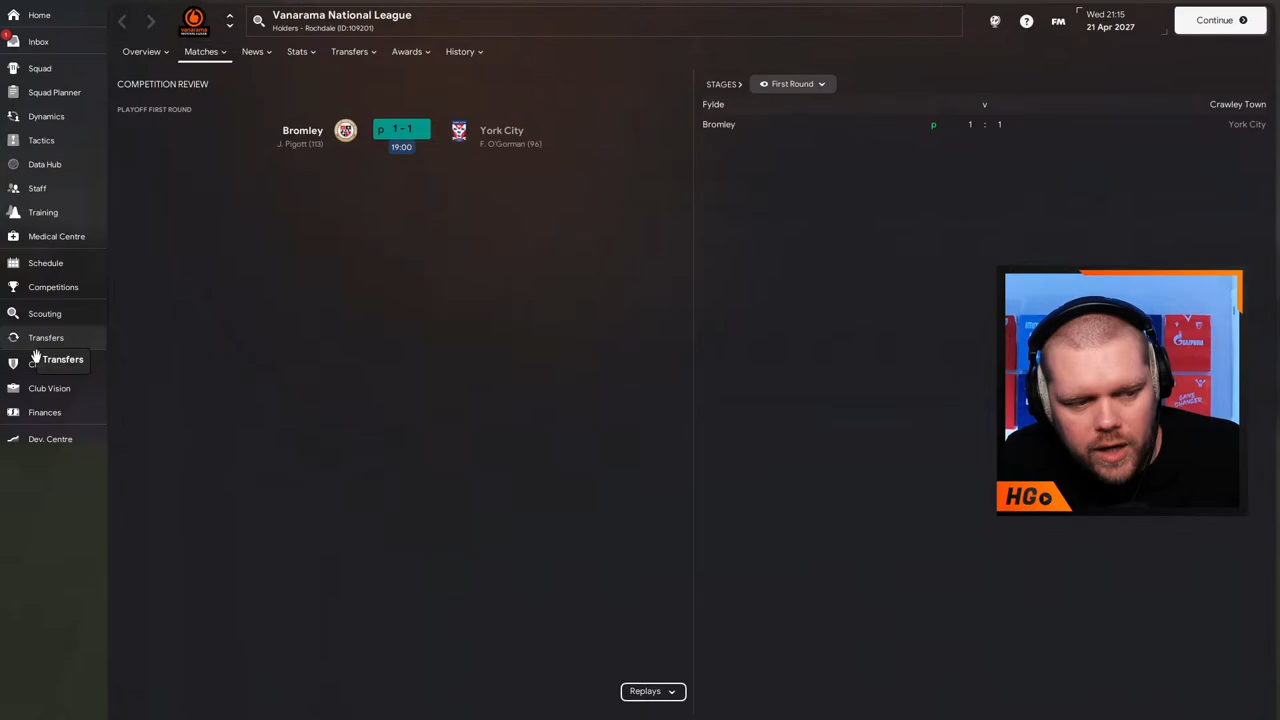 Home
Vanarama National League
Holders - Rochdale (ID:109201)
FM
Wed 21:15
21 Apr 2027
Continue
1
Inbox
Overview
Matches
News
Stats
Transfers
Awards
History
Squad
Squad Planner
Dynamics
Tactics
Data Hub
Staff
Training
Medical Centre
Schedule
Competitions
Scouting
Transfers
Transfers
Club Vision
Finances
Dev. Centre
COMPETITION REVIEW
PLAYOFF FIRST ROUND
Bromley
J. Pigott (113)
p 1 - 1
19:00
York City
F. O'Gorman (96)
STAGES
First Round
Fylde v Crawley Town
Bromley p 1 : 1 York City
GAZPROM
HG
Replays